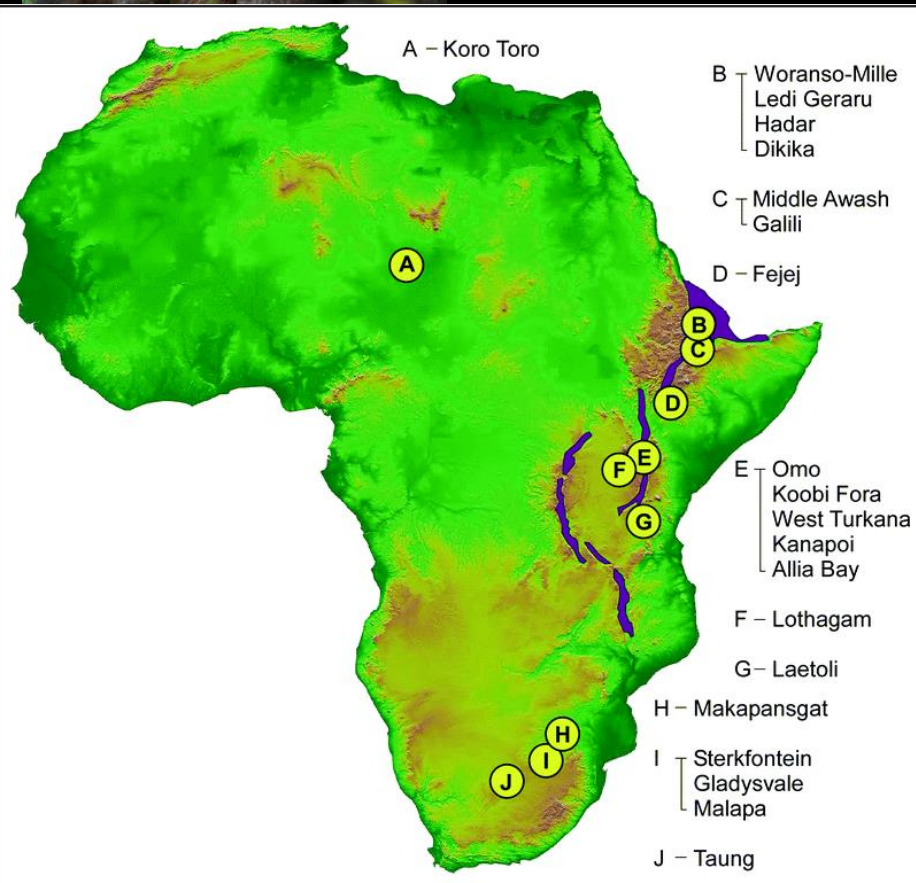 A – Koro Toro
B Woranso-Mille
Ledi Geraru
Hadar
Dikika
C Middle Awash
Galili
D – Fejej
A
B
C
D
E
F
G
E Omo
Koobi Fora
West Turkana
Kanapoi
Allia Bay
F – Lothagam
G – Laetoli
H – Makapansgat
H
I
J
I Sterkfontein
Gladysvale
Malapa
J – Taung